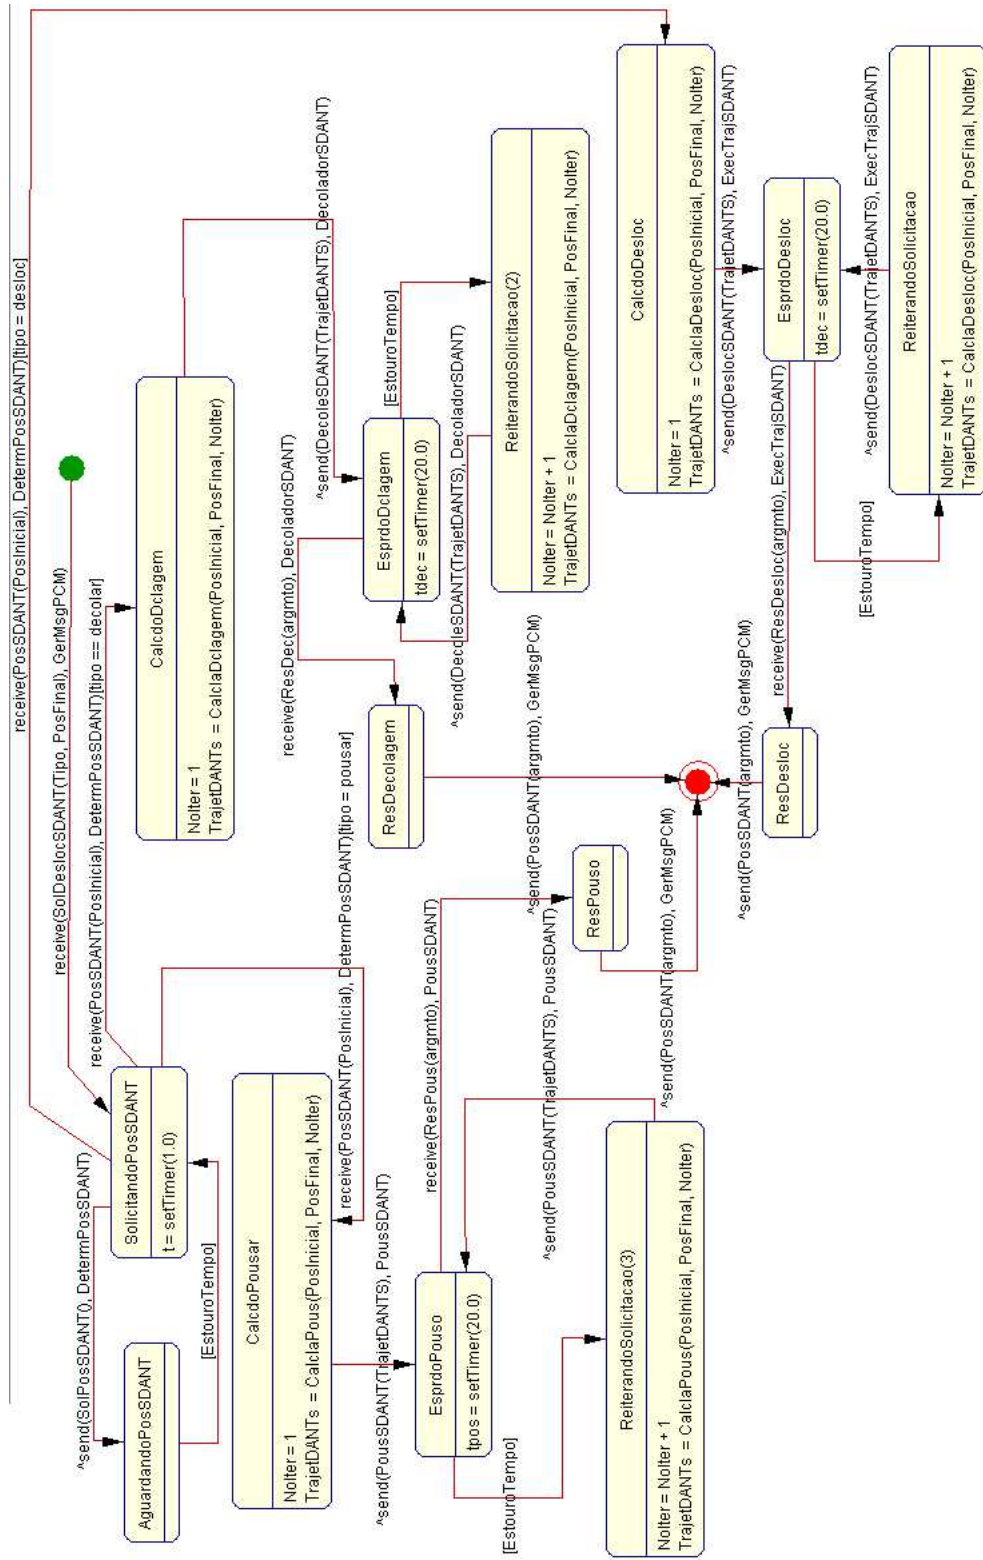 receive(PosSDANT(PosInicial), DetermPosSDANT)[tipo = desloc]
receive(SolDeslocSDANT(Tipo, PosFinal), GerMsgPCM)
receive(PosSDANT(PosInicial), DetermPosSDANT)[tipo == decolar]
^send(SolPosSDANT(), DetermPosSDANT)
AguardandoPosSDANT
SolicitandoPosSDANT
t = setTimer(1.0)
[EstouroTempo]
CalcdoDclagem
NoIter = 1
TrajetDANTs = CalclaDclagem(PosInicial, PosFinal, NoIter)
CalcdoPousar
NoIter = 1
TrajetDANTs = CalclaPous(PosInicial, PosFinal, NoIter)
receive(PosSDANT(PosInicial), DetermPosSDANT)[tipo = pousar]
^send(PousSDANT(TrajetDANTS), PousSDANT)
receive(ResDec(argmto), DecoladorSDANT)
^send(DecoleSDANT(TrajetDANTS), DecoladorSDANT)
EsprdoDclagem
tdec = setTimer(20.0)
[EstouroTempo]
ResDecolagem
^send(DecoleSDANT(TrajetDANTS), DecoladorSDANT)
ReiterandoSolicitacao(2)
NoIter = NoIter + 1
TrajetDANTs = CalclaDclagem(PosInicial, PosFinal, NoIter)
EsprdoPouso
tpos = setTimer(20.0)
receive(ResPous(argmto), PousSDANT)
^send(PosSDANT(argmto), GerMsgPCM)
[EstouroTempo]
^send(PousSDANT(TrajetDANTS), PousSDANT)
ResPouso
ReiterandoSolicitacao(3)
NoIter = NoIter + 1
TrajetDANTs = CalclaPous(PosInicial, PosFinal, NoIter)
^send(PosSDANT(argmto), GerMsgPCM)
CalcdoDesloc
NoIter = 1
TrajetDANTs = CalclaDesloc(PosInicial, PosFinal, NoIter)
^send(PosSDANT(argmto), GerMsgPCM)
^send(DeslocSDANT(TrajetDANTS), ExecTrajSDANT)
ResDesloc
receive(ResDesloc(argmto), ExecTrajSDANT)
EsprdoDesloc
tdec = setTimer(20.0)
[EstouroTempo]
^send(DeslocSDANT(TrajetDANTS), ExecTrajSDANT)
ReiterandoSolicitacao
NoIter = NoIter + 1
TrajetDANTs = CalclaDesloc(PosInicial, PosFinal, NoIter)